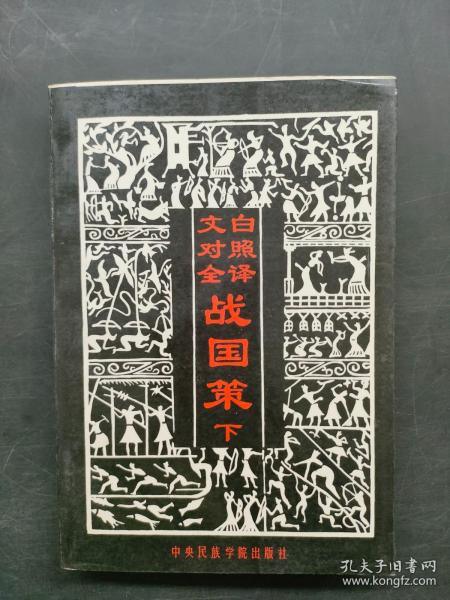 文白
对照
全译
战国策
下
中央民族学院出版社
孔夫子旧书网
www.kongfz.com